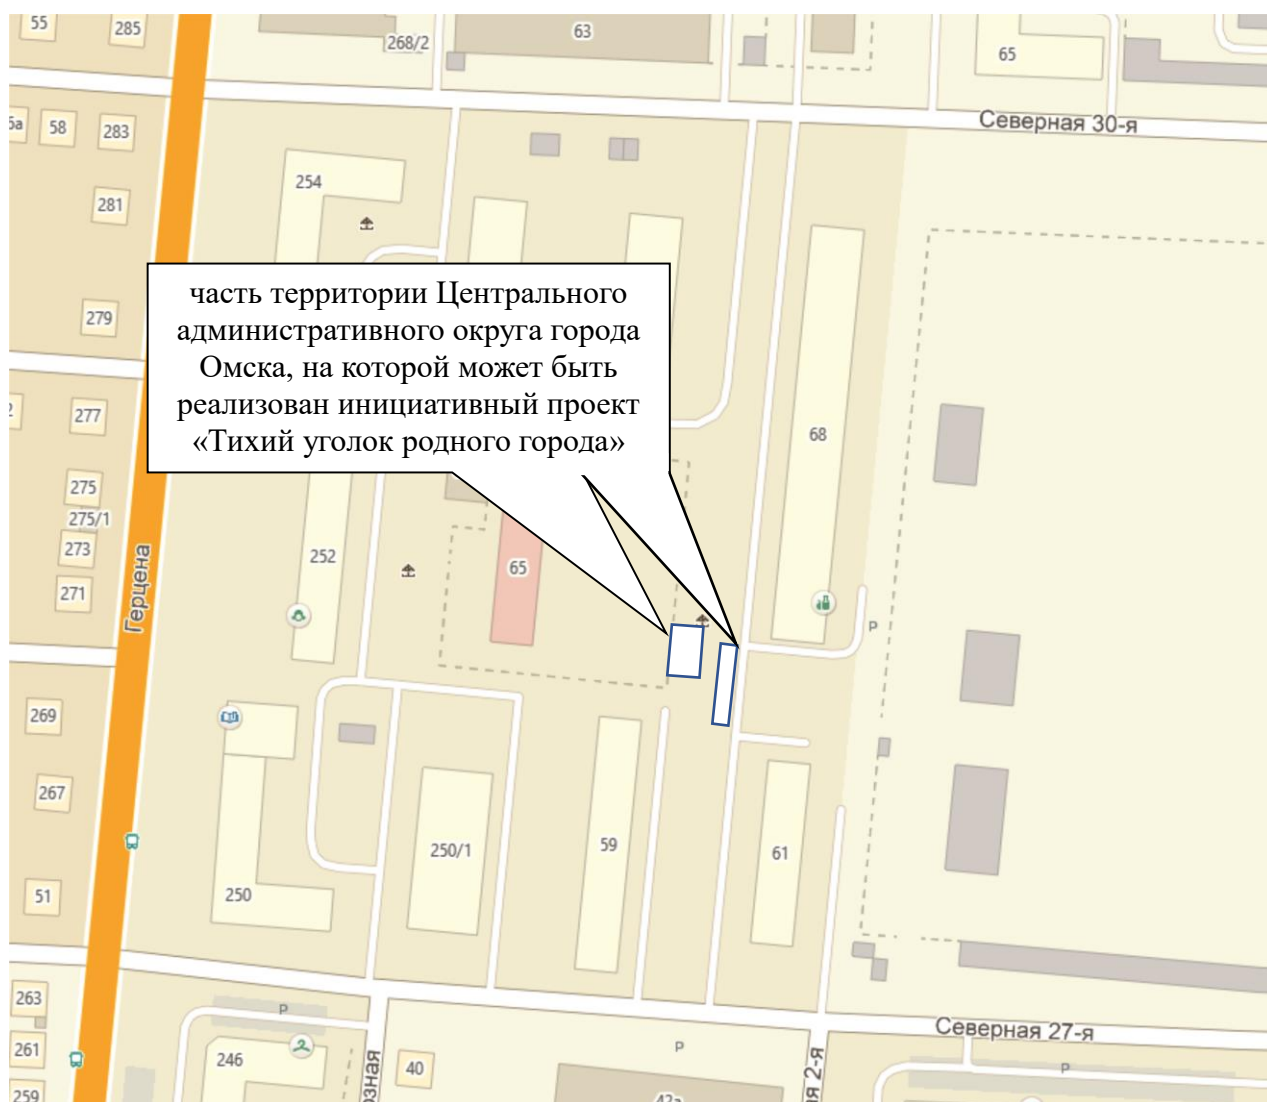 55
285
268/2
63
65
Северная 30-я
58
283
254
281
279
часть территории Центрального
административного округа города
Омска, на которой может быть
реализован инициативный проект
«Тихий уголок родного города»
277
68
275
275/1
273
271
Герцена
252
65
P
269
267
250/1
59
61
51
250
263
P
Северная 27-я
261
246
40
P
P
259